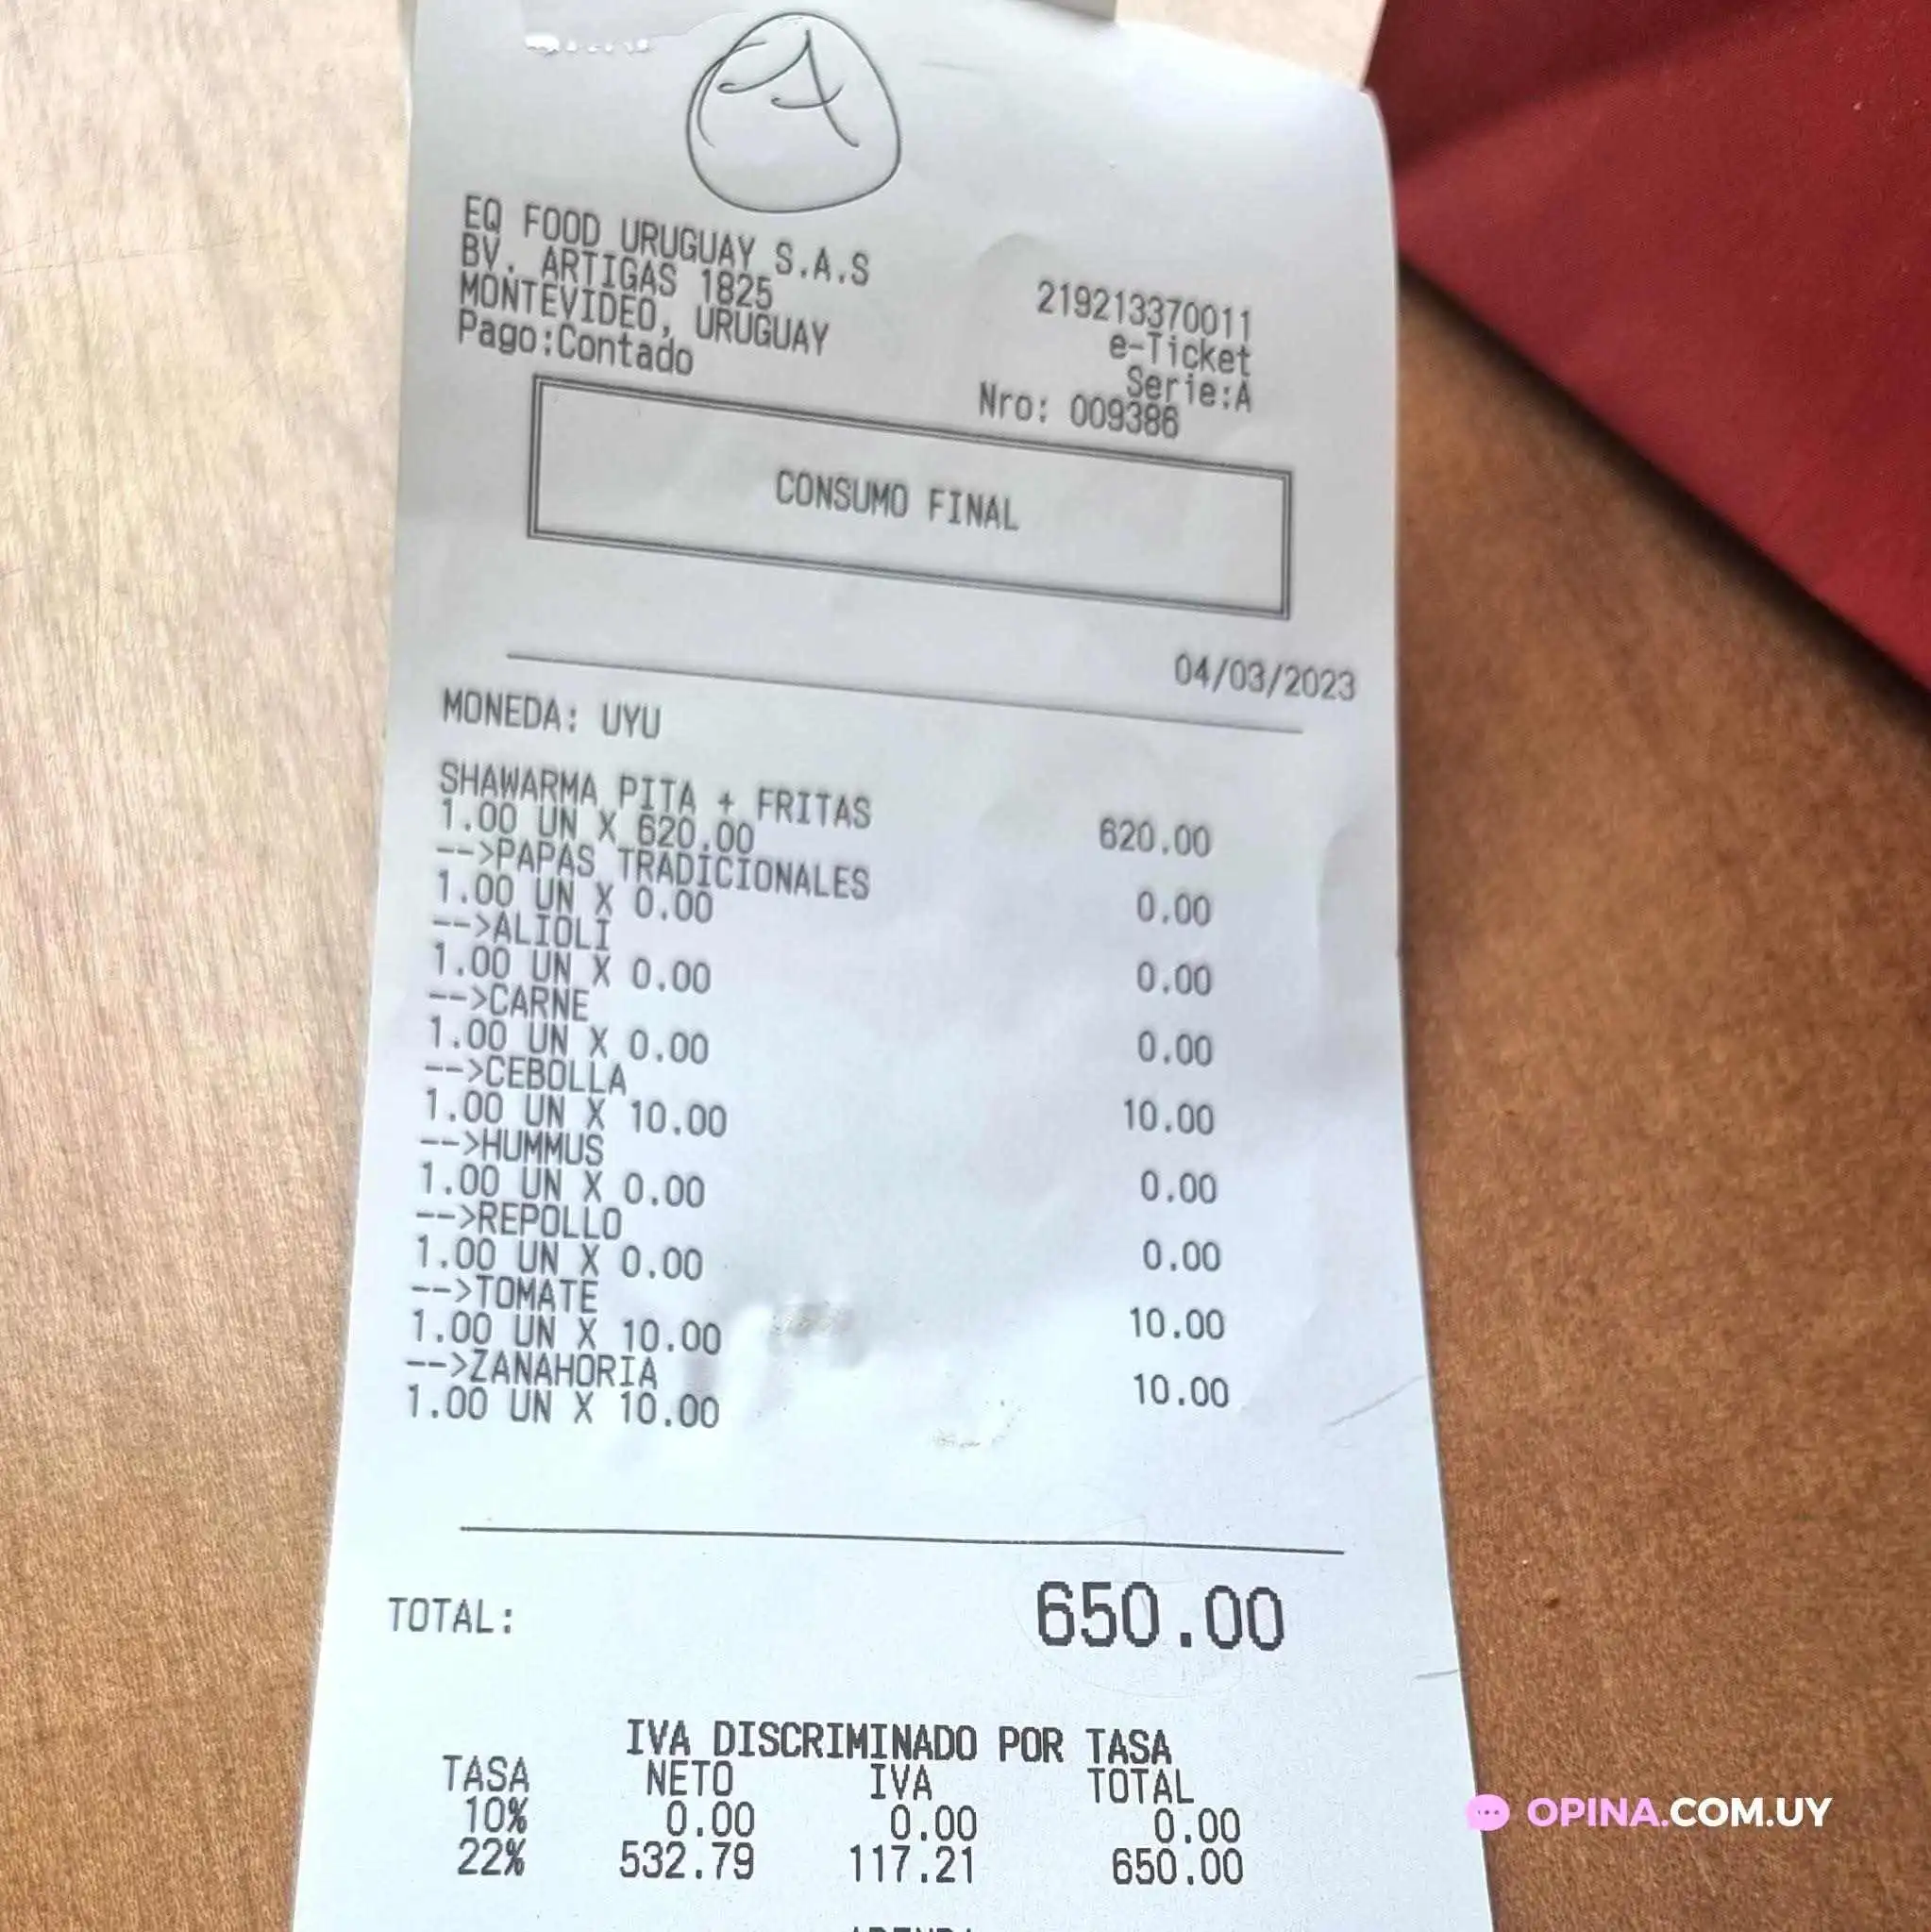 A
EQ FOOD URUGUAY S.A.S
BV. ARTIGAS 1825
MONTEVIDEO, URUGUAY
Pago:Contado
219213370011
e-Ticket
Serie:A
Nro: 009386
CONSUMO FINAL
04/03/2023
MONEDA: UYU
SHAWARMA PITA + FRITAS
1.00 UN X 620.00 620.00
-->PAPAS TRADICIONALES
1.00 UN X 0.00 0.00
-->ALIOLI
1.00 UN X 0.00 0.00
-->CARNE
1.00 UN X 0.00 0.00
-->CEBOLLA
1.00 UN X 10.00 10.00
-->HUMMUS
1.00 UN X 0.00 0.00
-->REPOLLO
1.00 UN X 0.00 0.00
-->TOMATE
1.00 UN X 10.00 10.00
-->ZANAHORIA
1.00 UN X 10.00 10.00
TOTAL: 650.00
IVA DISCRIMINADO POR TASA
TASA NETO IVA TOTAL
10% 0.00 0.00 0.00
22% 532.79 117.21 650.00
OPINA.COM.UY